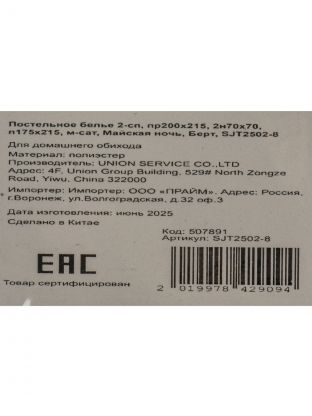 Постельное белье 2-сп, пр200х215, 2н70х70,
п175х215, м-сат, Майская ночь, Берт, SJT2502-8
Для домашнего обихода
Материал: полиэстер
Производитель: UNION SERVICE CO.,LTD
Адрес: 4F, Union Group Building, 529# North Zongze
Road, Yiwu, China 322000
Импортер: Импортер: ООО «ПРАЙМ», Адрес: Россия,
г.Воронеж, ул.Волгоградская, д.32 оф.3
Дата изготовления: июнь 2025
Сделано в Китае
Код: 507891
Артикул: SJT2502-8
EAC
Товар сертифицирован
2 019978 429094